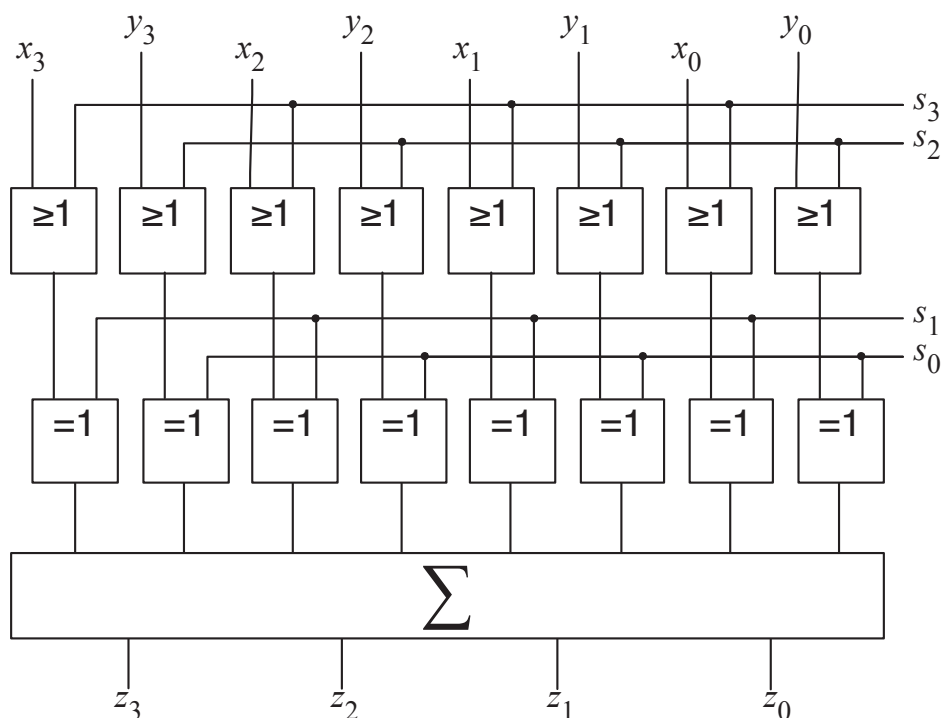 x₃ y₃ x₂ y₂ x₁ y₁ x₀ y₀
s₃
s₂
≥1 ≥1 ≥1 ≥1 ≥1 ≥1 ≥1 ≥1
s₁
s₀
=1 =1 =1 =1 =1 =1 =1 =1
∑
z₃ z₂ z₁ z₀